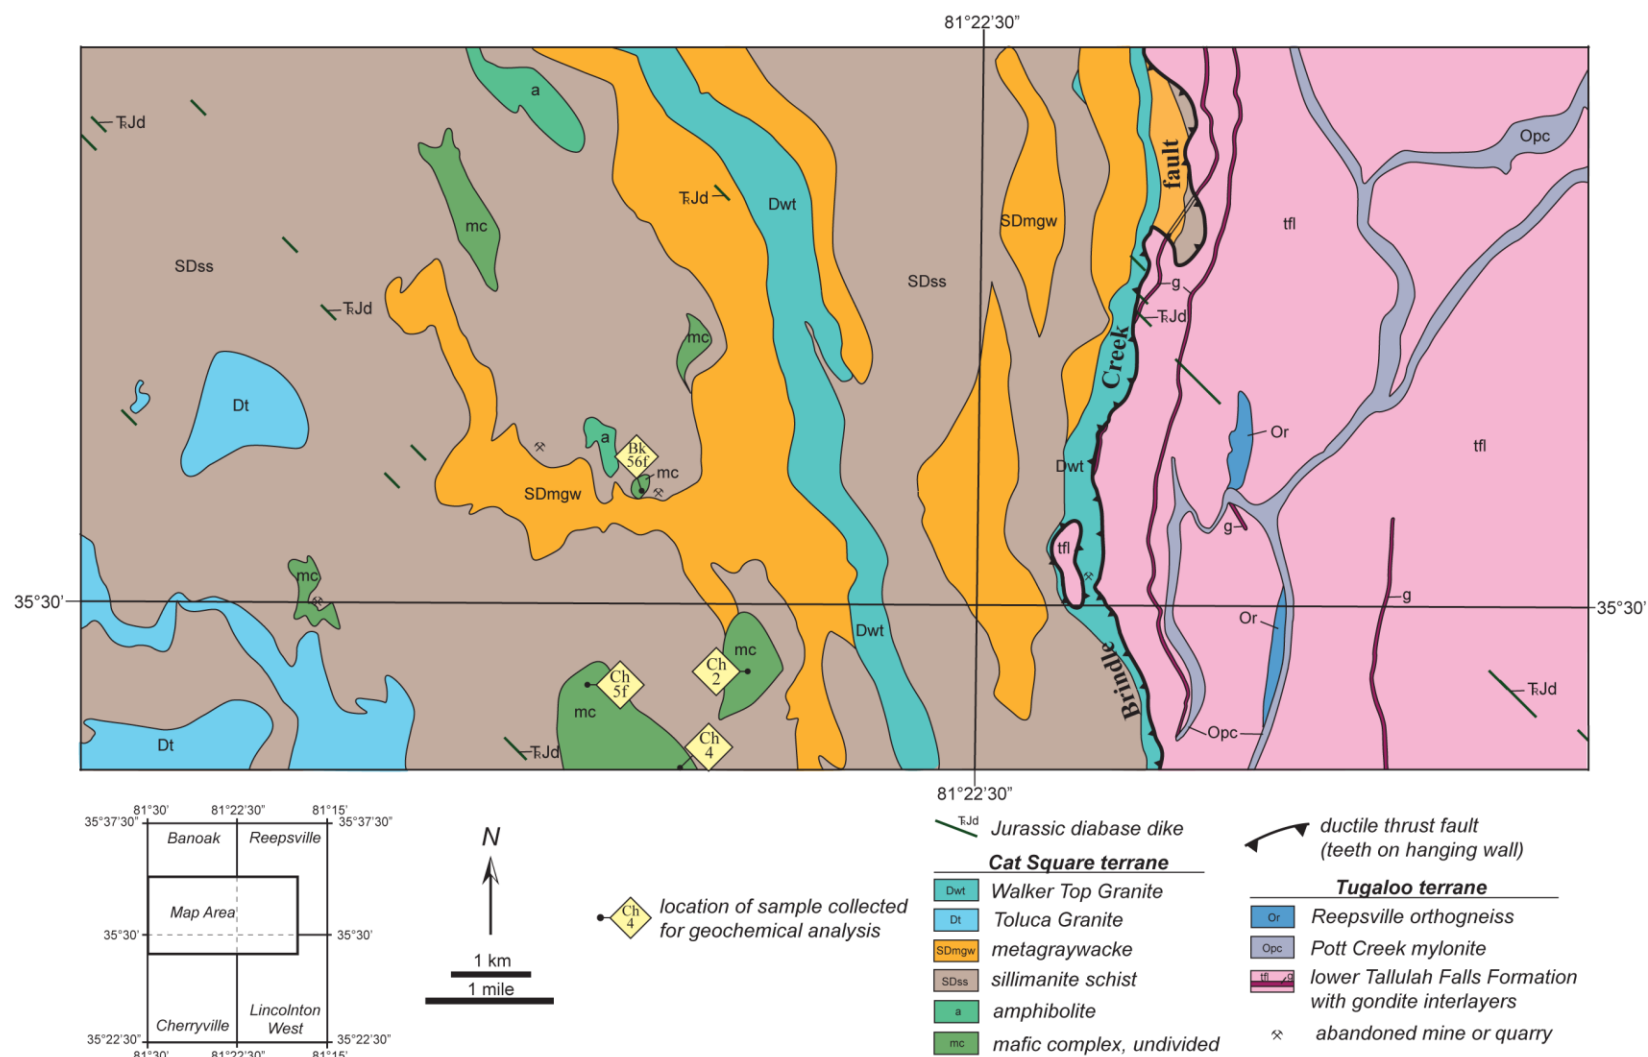 81°22'30"
a
Opc
TRJd
fault
TRJd
Dwt
mc
SDmgw
tfl
SDss
SDss
g
TRJd
TRJd
mc
Creek
Dt
Or
a
Bk
56f
mc
Dwt
tfl
SDmgw
g
tfl
mc
g
35°30'
35°30'
Or
Dwt
mc
Ch
2
Ch
5f
Brindle
TRJd
mc
Ch
4
Dt
TRJd
Opc
81°22'30"
81°30'
81°22'30"
81°15'
35°37'30"
35°37'30"
Banoak
Reepsville
Map Area
35°30'
35°30'
Cherryville
Lincolnton
West
35°22'30"
35°22'30"
81°30'
81°22'30"
81°15'
N
1 km
1 mile
Ch
4
location of sample collected
for geochemical analysis
TRJd
Jurassic diabase dike
Cat Square terrane
Dwt
Walker Top Granite
Dt
Toluca Granite
SDmgw
metagraywacke
SDss
sillimanite schist
a
amphibolite
mc
mafic complex, undivided
ductile thrust fault
(teeth on hanging wall)
Tugaloo terrane
Or
Reepsville orthogneiss
Opc
Pott Creek mylonite
tfl
g
lower Tallulah Falls Formation
with gondite interlayers
abandoned mine or quarry